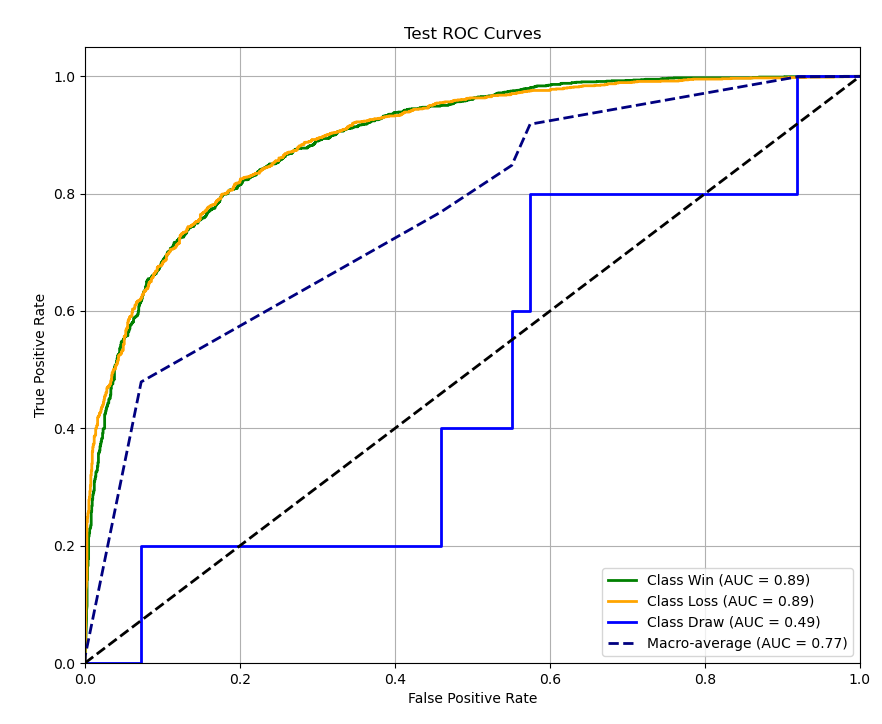 Test ROC Curves
True Positive Rate
1.0
0.8
0.6
0.4
0.2
0.0
0.0 0.2 0.4 0.6 0.8 1.0
False Positive Rate
Class Win (AUC = 0.89)
Class Loss (AUC = 0.89)
Class Draw (AUC = 0.49)
Macro-average (AUC = 0.77)